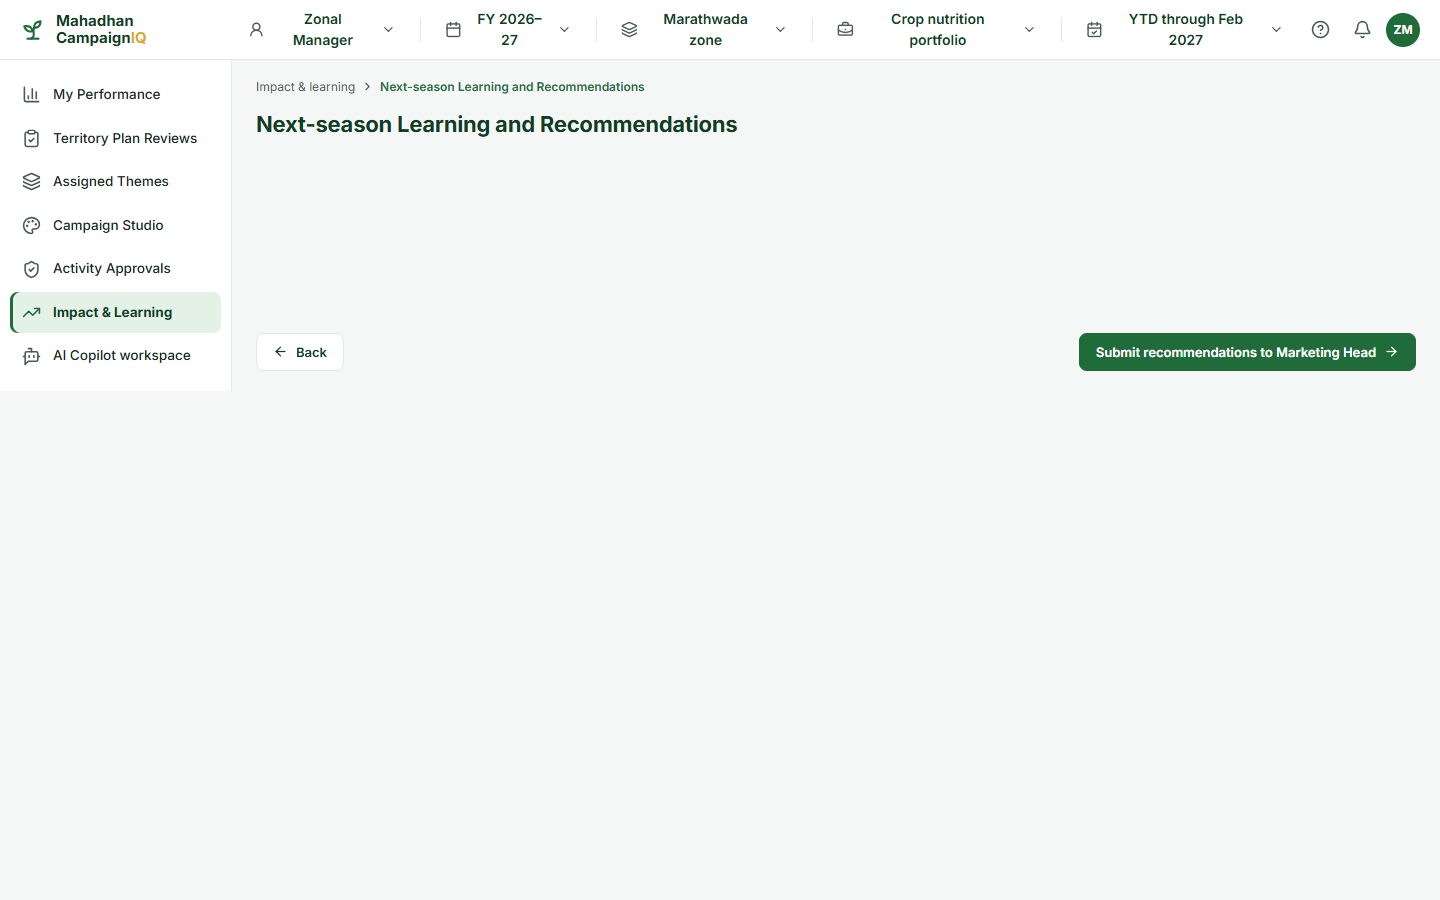 Mahadhan
CampaignIQ
Zonal
Manager
FY 2026–
27
Marathwada
zone
Crop nutrition
portfolio
YTD through Feb
2027
ZM
My Performance
Territory Plan Reviews
Assigned Themes
Campaign Studio
Activity Approvals
Impact & Learning
AI Copilot workspace
Impact & learning
Next-season Learning and Recommendations
Next-season Learning and Recommendations
Back
Submit recommendations to Marketing Head